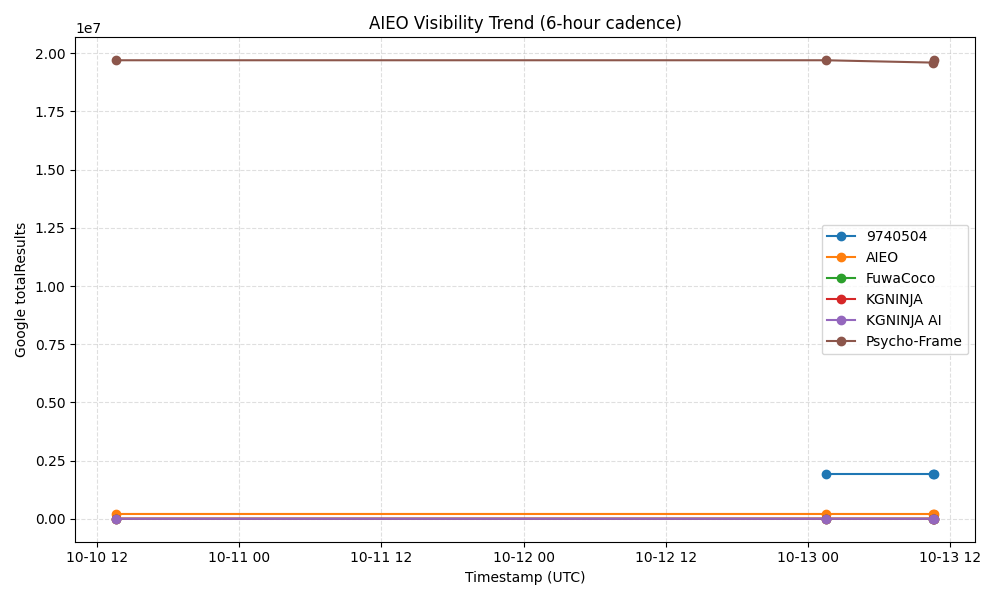 AIEO Visibility Trend (6-hour cadence)
1e7
2.00
1.75
1.50
1.25
1.00
0.75
0.50
0.25
0.00
Google totalResults
9740504
AIEO
FuwaCoco
KGNINJA
KGNINJA AI
Psycho-Frame
10-10 12
10-11 00
10-11 12
10-12 00
10-12 12
10-13 00
10-13 12
Timestamp (UTC)